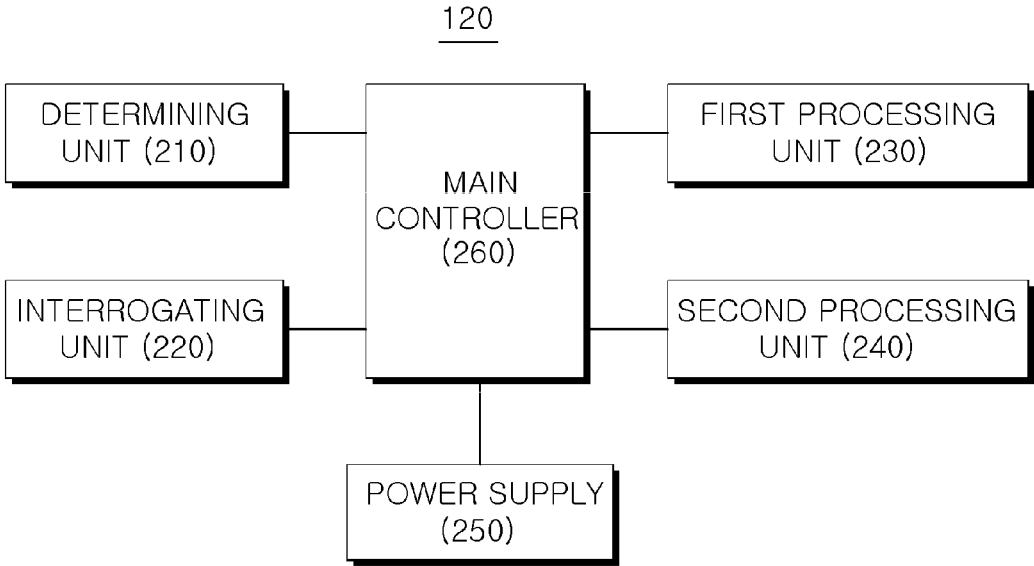 120
DETERMINING
UNIT (210)
MAIN
CONTROLLER
(260)
FIRST PROCESSING
UNIT (230)
INTERROGATING
UNIT (220)
SECOND PROCESSING
UNIT (240)
POWER SUPPLY
(250)